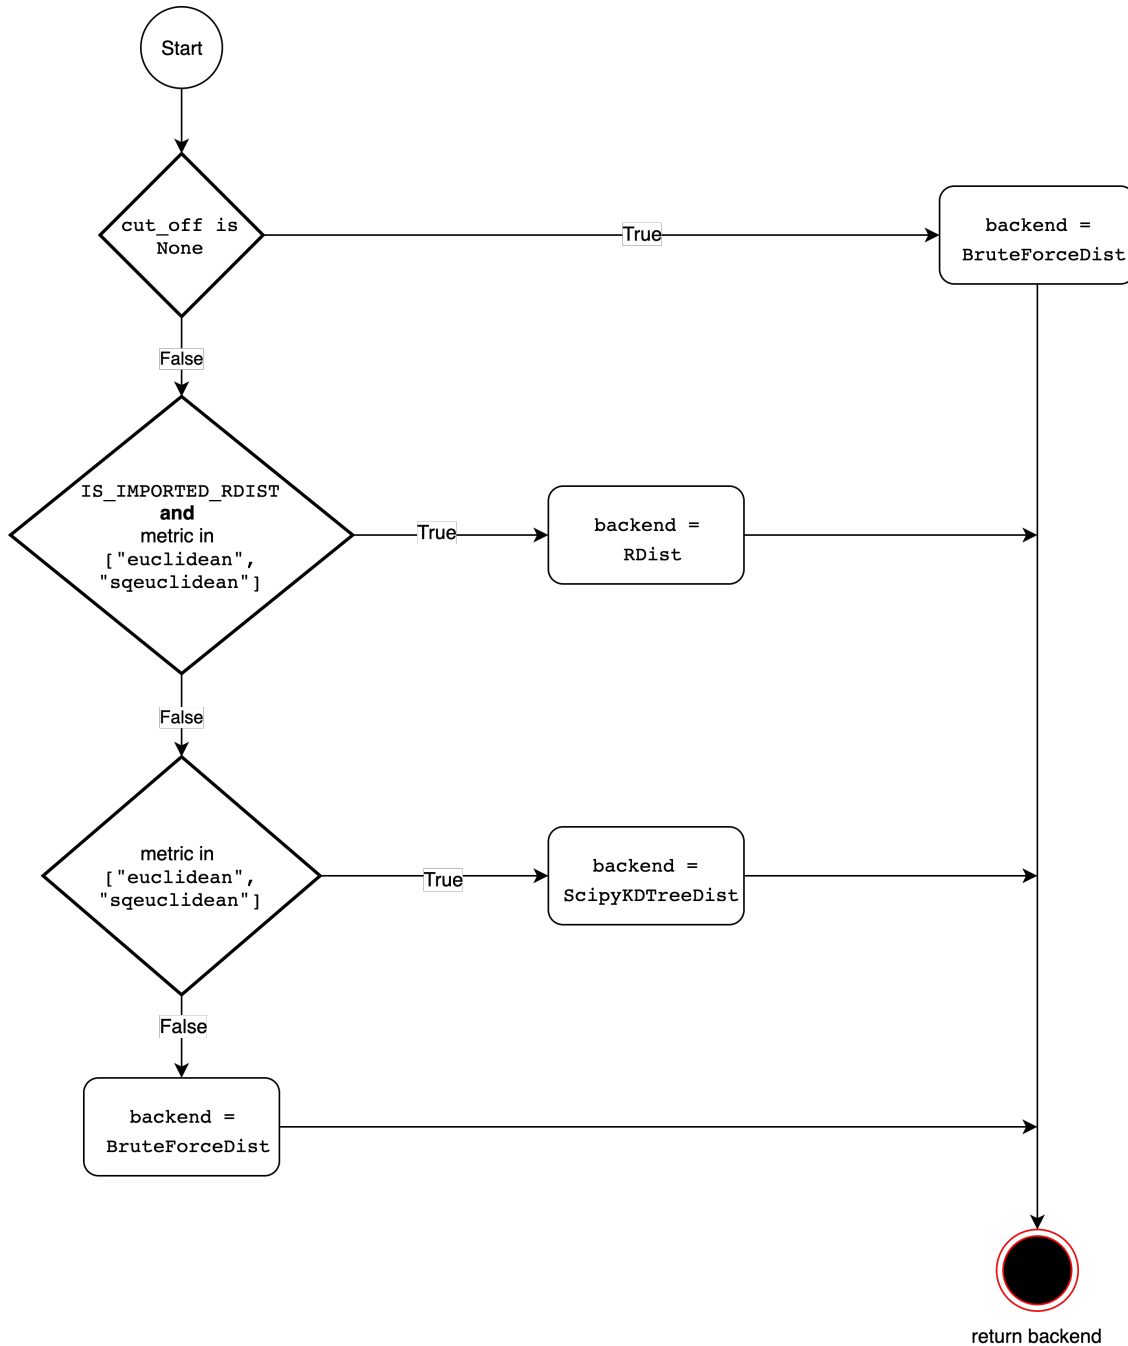 Start
cut_off is
None
True
backend =
BruteForceDist
False
IS_IMPORTED_RDIST
and
metric in
["euclidean",
"sqeuclidean"]
True
backend =
RDist
False
metric in
["euclidean",
"sqeuclidean"]
True
backend =
ScipyKDTreeDist
False
backend =
BruteForceDist
return backend